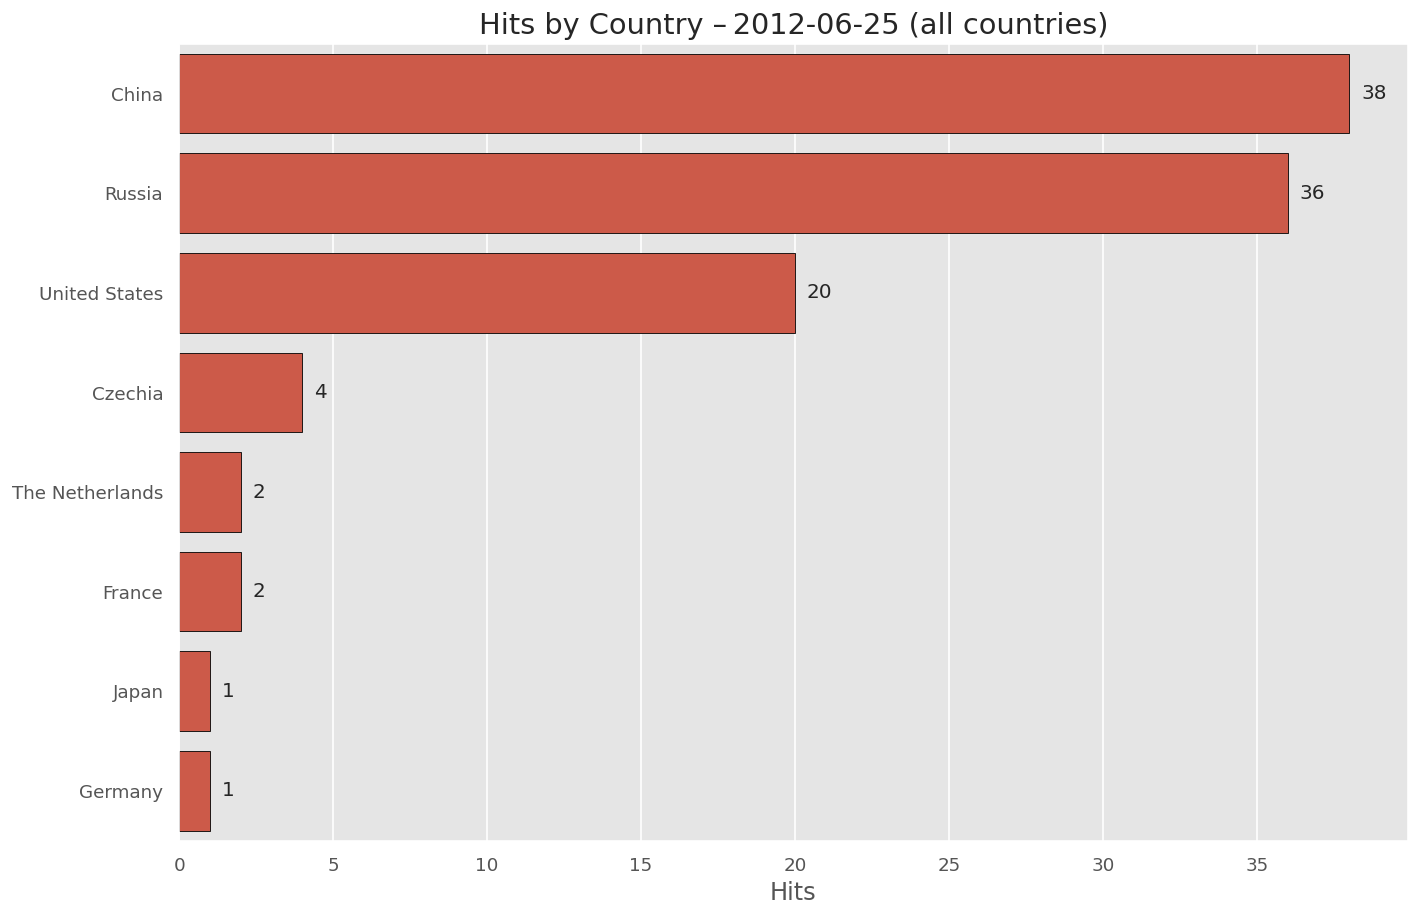 Hits by Country – 2012-06-25 (all countries)
China 38
Russia 36
United States 20
Czechia 4
The Netherlands 2
France 2
Japan 1
Germany 1
0 5 10 15 20 25 30 35
Hits